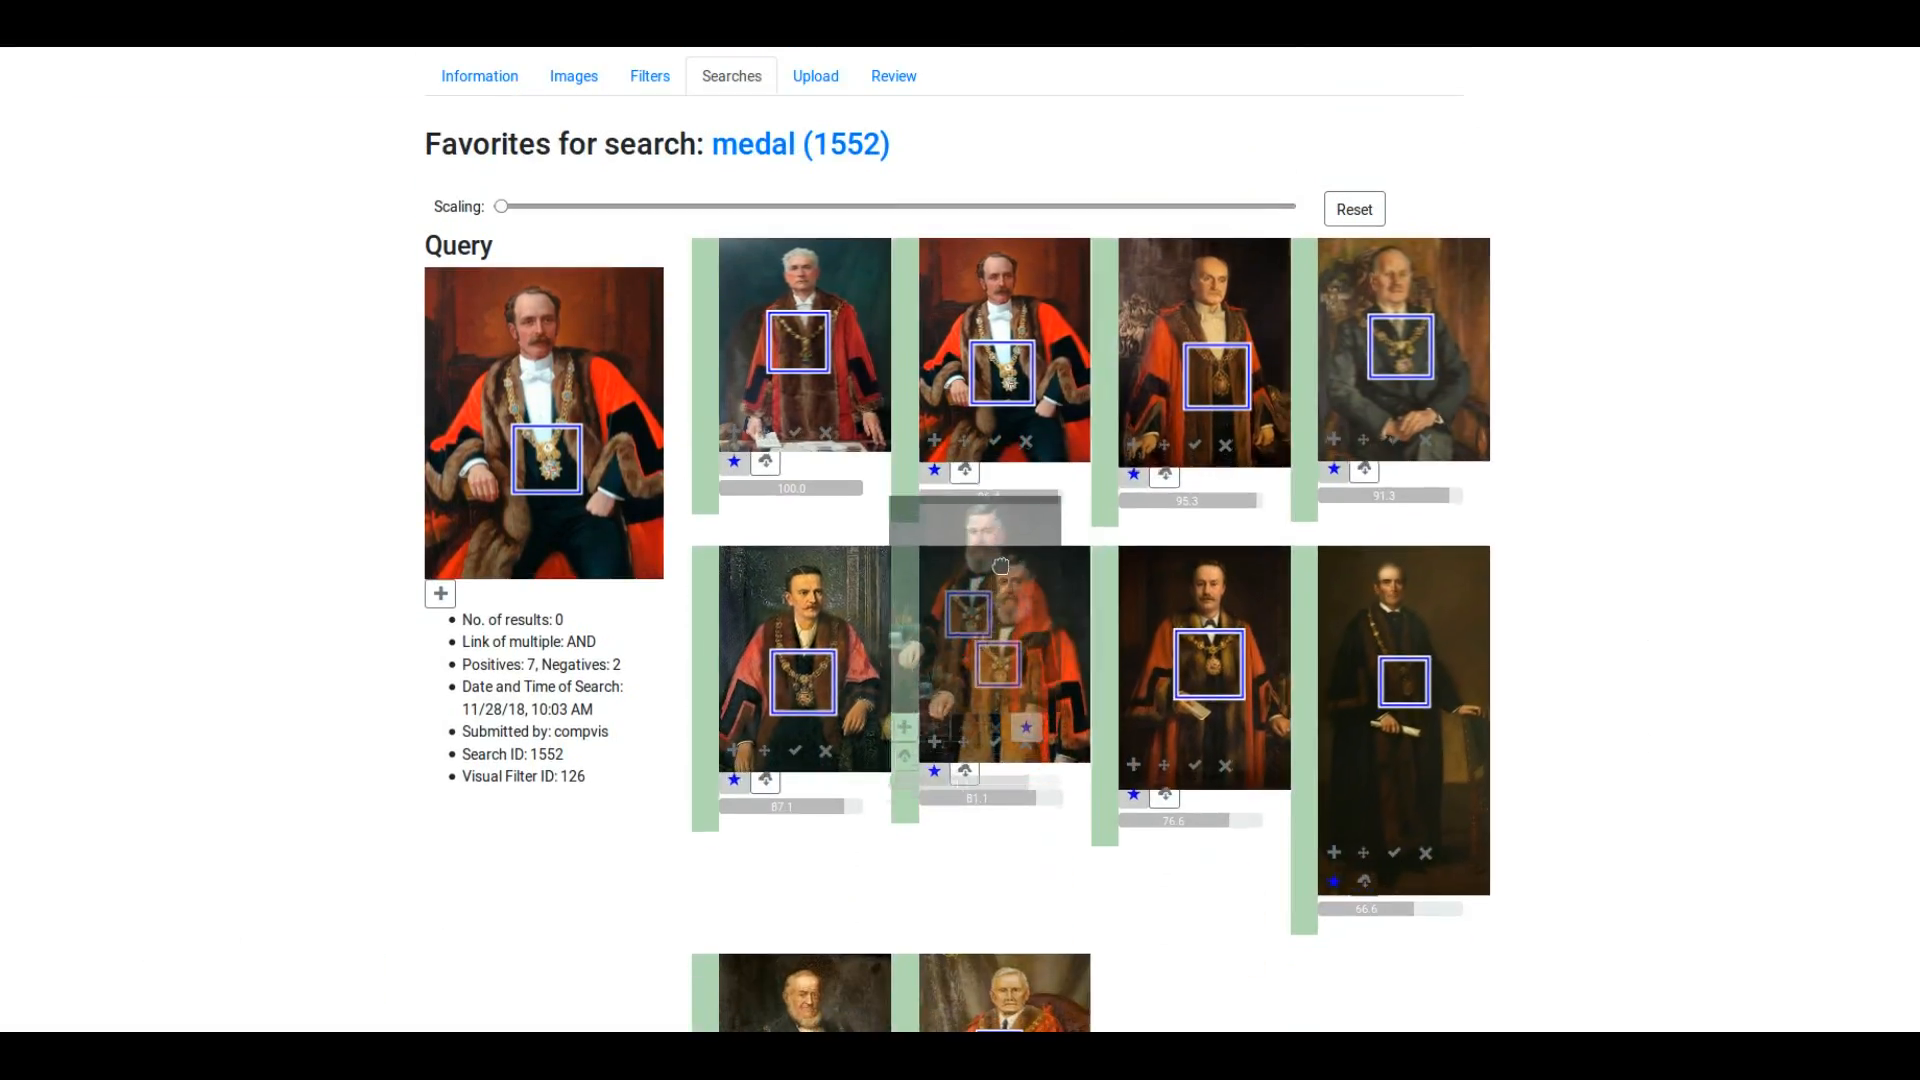 Information Images Filters Searches Upload Review
Favorites for search: medal (1552)
Scaling: Reset
Query
No. of results: 0
Link of multiple: AND
Positives: 7, Negatives: 2
Date and Time of Search:
11/28/18, 10:03 AM
Submitted by: compvis
Search ID: 1552
Visual Filter ID: 126
100.0
95.3
91.3
87.1
81.1
76.6
66.6